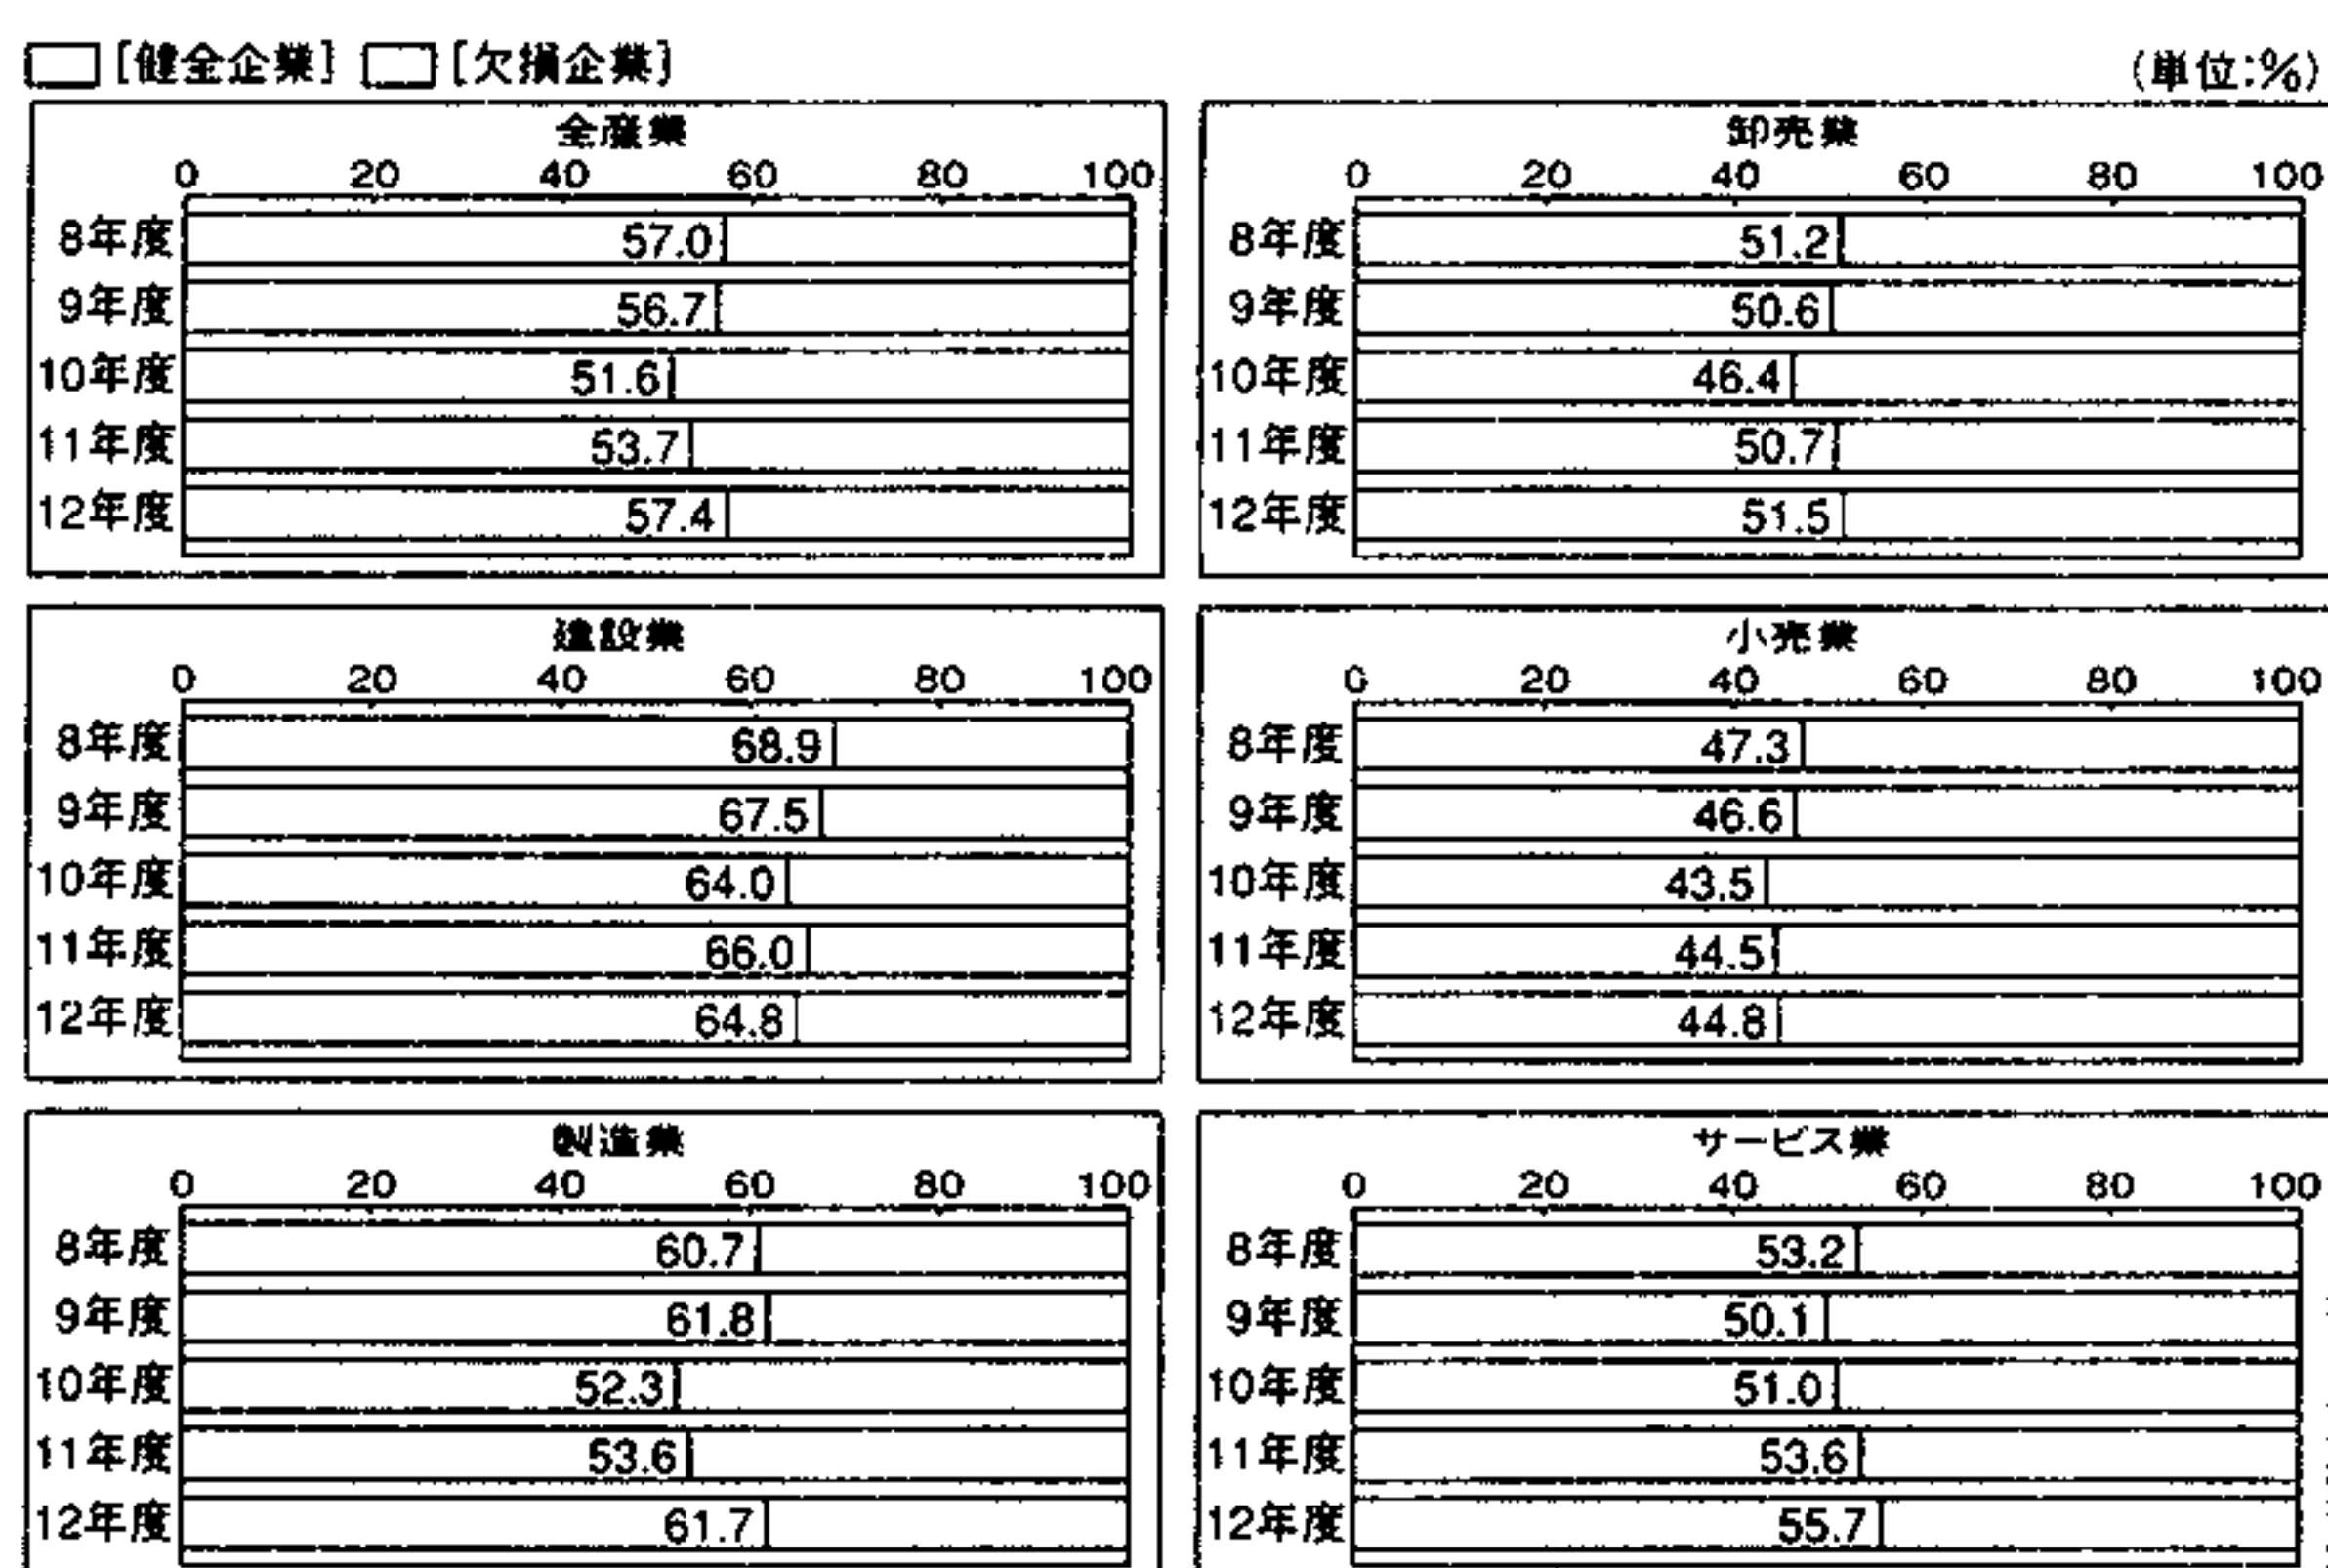 [健全企業] [欠損企業] (単位:%)
全産業
0 20 40 60 80 100
8年度 57.0
9年度 56.7
10年度 51.6
11年度 53.7
12年度 57.4
卸売業
0 20 40 60 80 100
8年度 51.2
9年度 50.6
10年度 46.4
11年度 50.7
12年度 51.5
建設業
0 20 40 60 80 100
8年度 68.9
9年度 67.5
10年度 64.0
11年度 66.0
12年度 64.8
小売業
0 20 40 60 80 100
8年度 47.3
9年度 46.6
10年度 43.5
11年度 44.5
12年度 44.8
製造業
0 20 40 60 80 100
8年度 60.7
9年度 61.8
10年度 52.3
11年度 53.6
12年度 61.7
サービス業
0 20 40 60 80 100
8年度 53.2
9年度 50.1
10年度 51.0
11年度 53.6
12年度 55.7